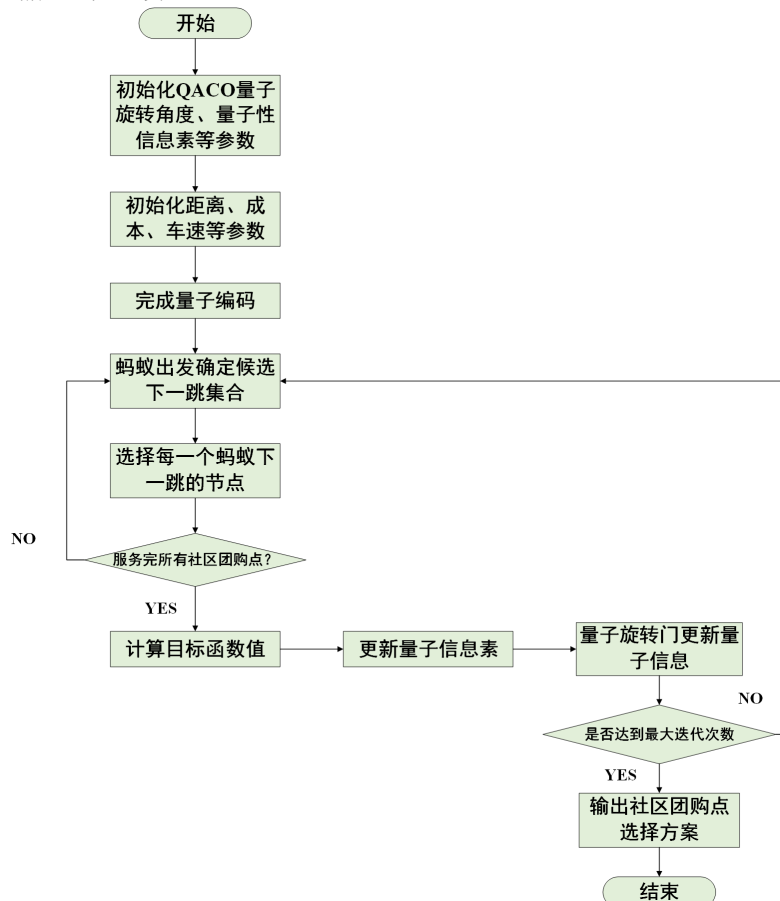 开始
初始化QACO量子
旋转角度、量子性
信息素等参数
初始化距离、成
本、车速等参数
完成量子编码
蚂蚁出发确定候选
下一跳集合
选择每一个蚂蚁下
一跳的节点
NO
服务完所有社区团购点？
YES
计算目标函数值
更新量子信息素
量子旋转门更新量
子信息
NO
是否达到最大迭代次数
YES
输出社区团购点
选择方案
结束